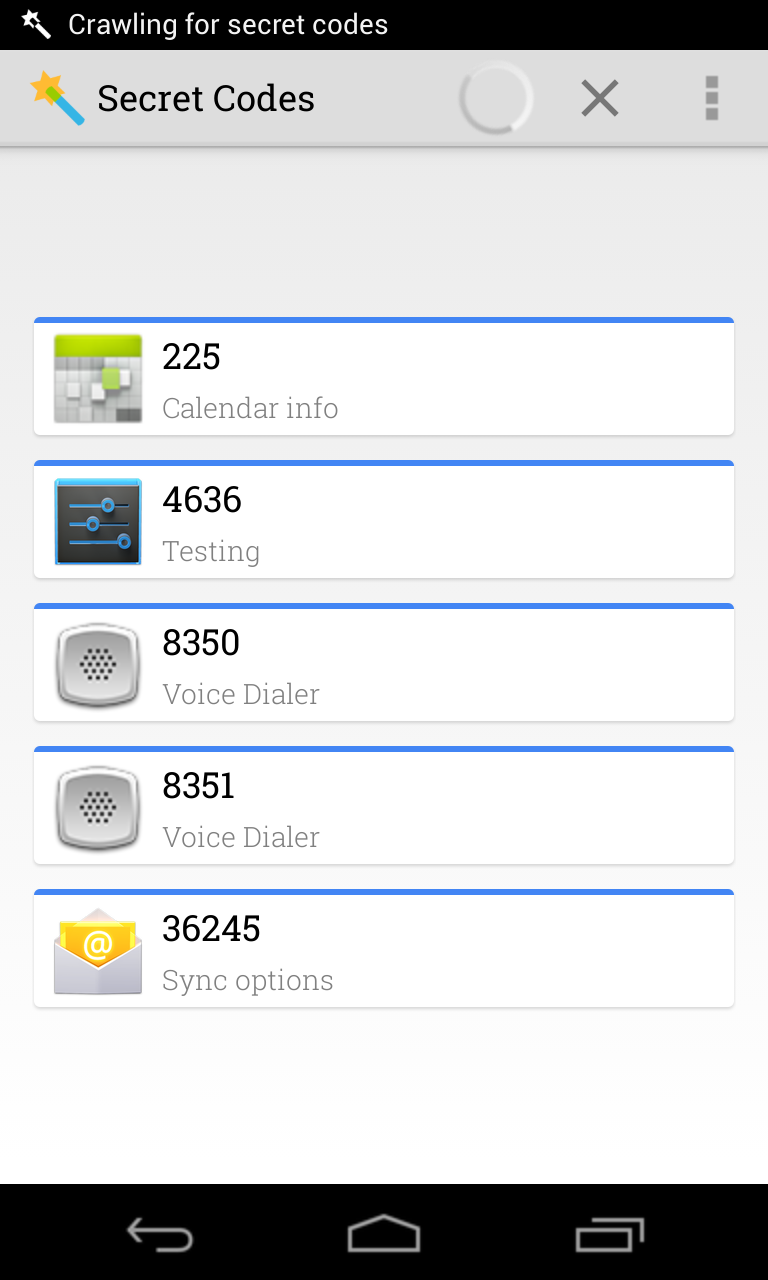 Crawling for secret codes
Secret Codes
225
Calendar info
4636
Testing
8350
Voice Dialer
8351
Voice Dialer
@
36245
Sync options